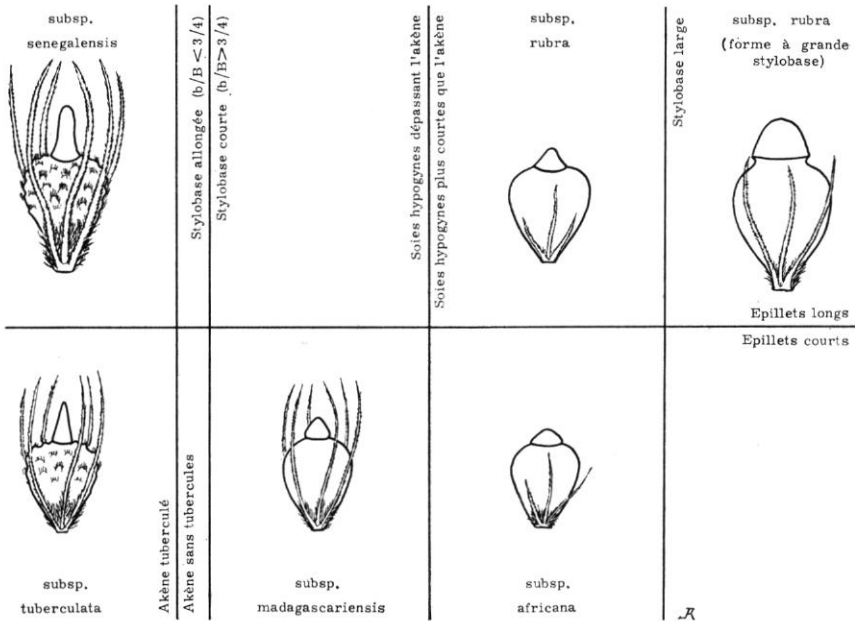 subsp.
senegalensis
Stylobase allongée (b/B < 3/4)
Stylobase courte (b/B > 3/4)
Soies hypogynes dépassant l'akène
Soies hypogynes plus courtes que l'akène
subsp.
rubra
Stylobase large
subsp. rubra
(forme à grande
stylobase)
Epillets longs
Epillets courts
Akène tuberculé
Akène sans tubercules
subsp.
tuberculata
subsp.
madagascariensis
subsp.
africana